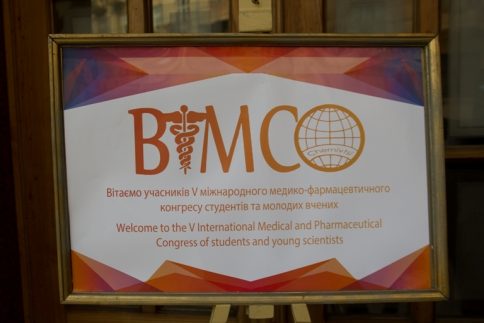 BIMCO
Chernivtsi
Вітаємо учасників V міжнародного медико-фармацевтичного
конгресу студентів та молодих вчених
Welcome to the V International Medical and Pharmaceutical
Congress of students and young scientists